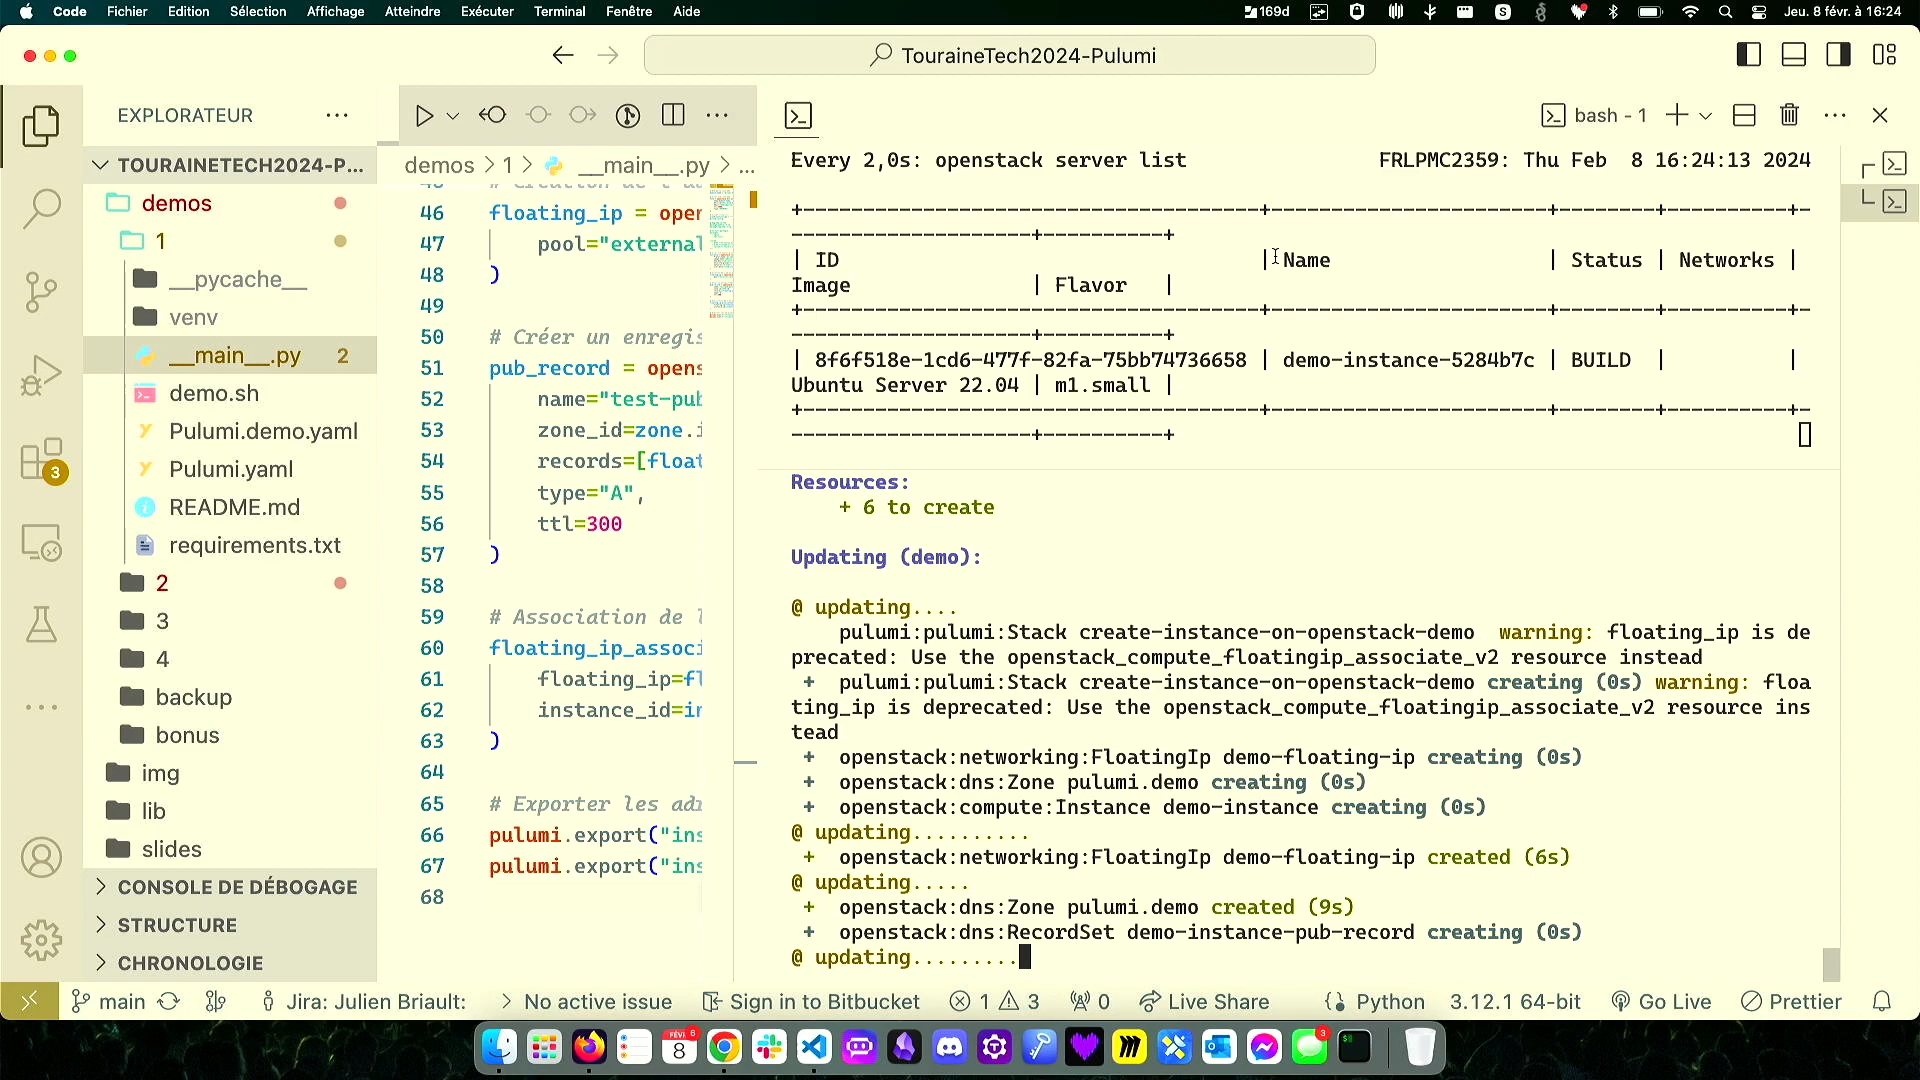 Code Fichier Edition Sélection Affichage Atteindre Exécuter Terminal Fenêtre Aide
169d
Jeu. 8 févr. à 16:24
TouraineTech2024-Pulumi
EXPLORATEUR
TOURAINETECH2024-P...
demos
1
__pycache__
venv
__main__.py 2
demo.sh
Pulumi.demo.yaml
Pulumi.yaml
README.md
requirements.txt
2
3
4
backup
bonus
img
lib
slides
CONSOLE DE DÉBOGAGE
STRUCTURE
CHRONOLOGIE
3
demos > 1 > __main__.py > ...
46 floating_ip = oper
47 pool="external
48 )
49
50 # Créer un enregis
51 pub_record = opens
52 name="test-pub
53 zone_id=zone.i
54 records=[float
55 type="A",
56 ttl=300
57 )
58
59 # Association de l
60 floating_ip_associ
61 floating_ip=fl
62 instance_id=in
63 )
64
65 # Exporter les adr
66 pulumi.export("ins
67 pulumi.export("ins
68
bash - 1
Every 2,0s: openstack server list FRLPMC2359: Thu Feb  8 16:24:13 2024
+---------------------------------------+-----------------------+--------+----------+-
---------------------+----------+
| ID | Name | Status | Networks |
Image | Flavor |
+---------------------------------------+-----------------------+--------+----------+-
---------------------+----------+
| 8f6f518e-1cd6-477f-82fa-75bb74736658 | demo-instance-5284b7c | BUILD | |
Ubuntu Server 22.04 | m1.small |
+---------------------------------------+-----------------------+--------+----------+-
---------------------+----------+
Resources:
+ 6 to create
Updating (demo):
@ updating....
pulumi:pulumi:Stack create-instance-on-openstack-demo  warning: floating_ip is de
precated: Use the openstack_compute_floatingip_associate_v2 resource instead
+  pulumi:pulumi:Stack create-instance-on-openstack-demo creating (0s) warning: floa
ting_ip is deprecated: Use the openstack_compute_floatingip_associate_v2 resource ins
tead
+  openstack:networking:FloatingIp demo-floating-ip creating (0s)
+  openstack:dns:Zone pulumi.demo creating (0s)
+  openstack:compute:Instance demo-instance creating (0s)
@ updating..........
+  openstack:networking:FloatingIp demo-floating-ip created (6s)
@ updating.....
+  openstack:dns:Zone pulumi.demo created (9s)
+  openstack:dns:RecordSet demo-instance-pub-record creating (0s)
@ updating.........
main Jira: Julien Briault: > No active issue Sign in to Bitbucket 1 3 0 Live Share Python 3.12.1 64-bit Go Live Prettier
FÉVR. 6
8
3